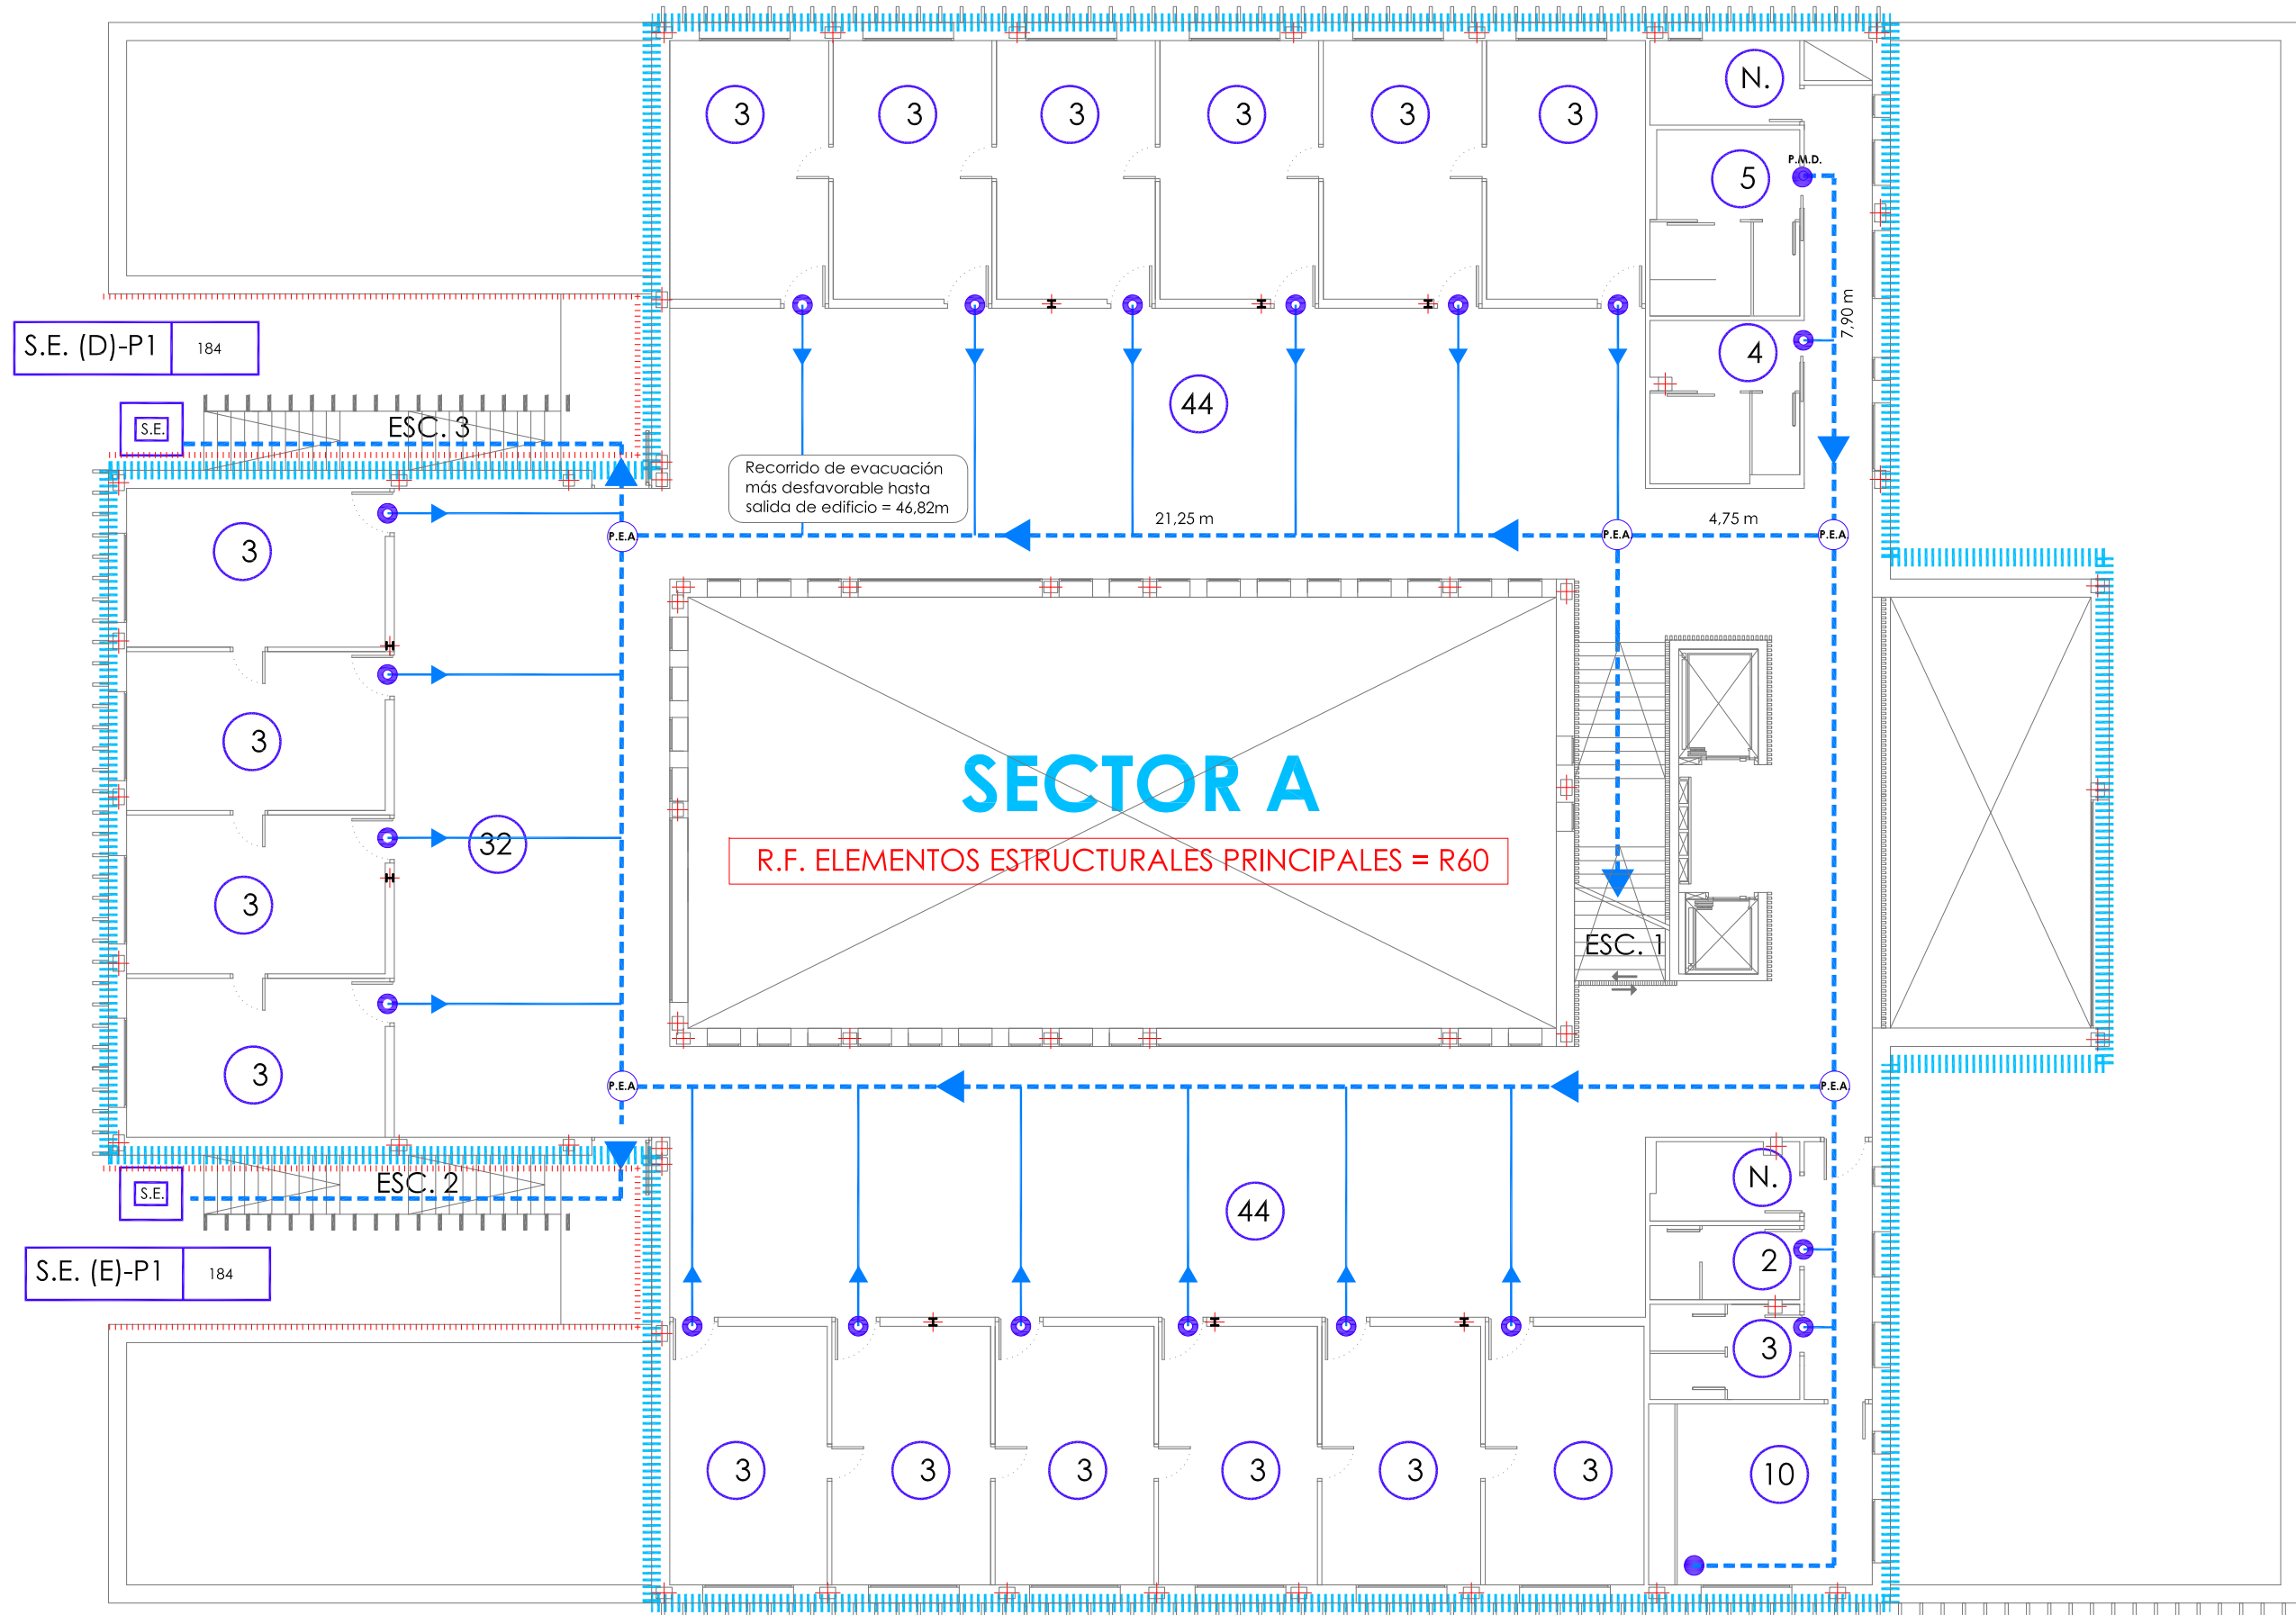 N.
3 3 3 3 3 3
P.M.D.
5
7,90 m
S.E. (D)-P1 184
4
44
S.E.
ESC. 3
Recorrido de evacuación
más desfavorable hasta
salida de edificio = 46,82m
21,25 m
4,75 m
P.E.A. P.E.A. P.E.A.
3
3
SECTOR A
32
R.F. ELEMENTOS ESTRUCTURALES PRINCIPALES = R60
3
ESC. 1
3
P.E.A. P.E.A.
N.
S.E.
ESC. 2
44
2
S.E. (E)-P1 184
3
3 3 3 3 3 3
10